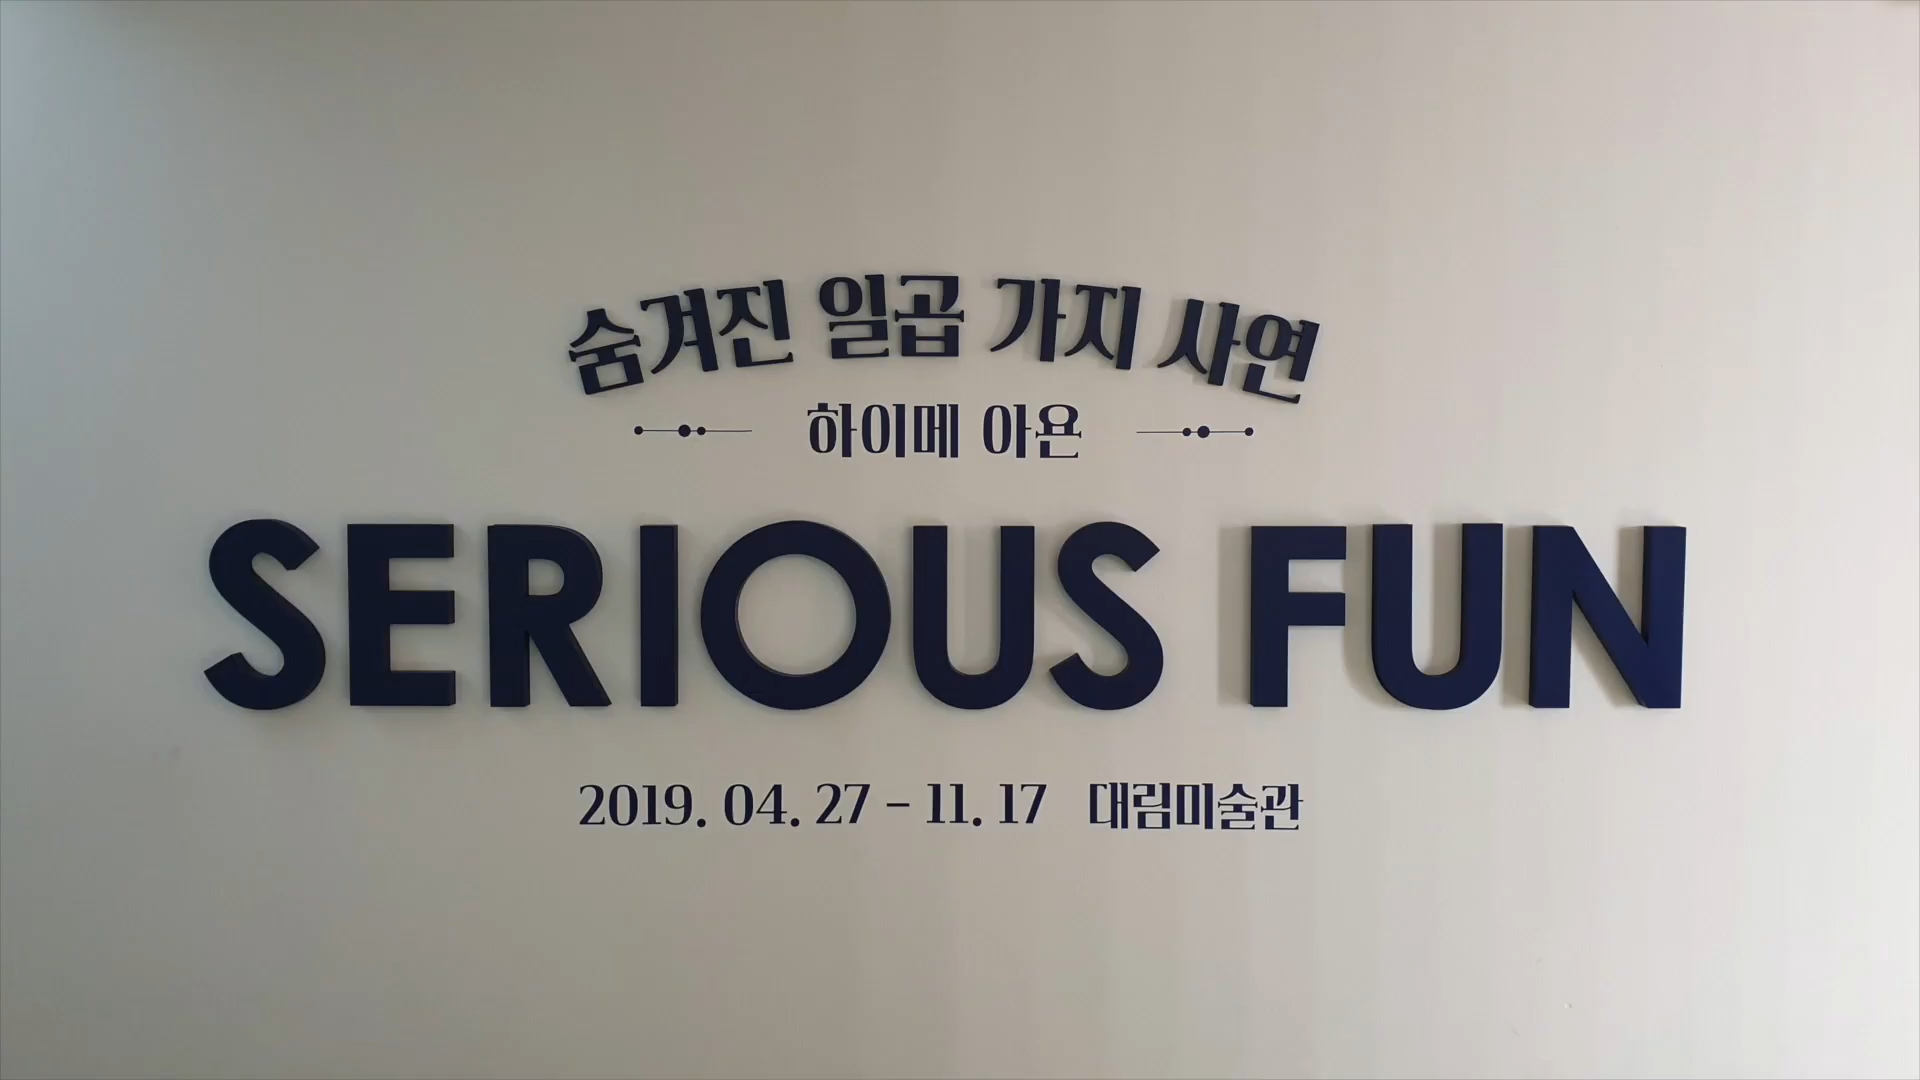 숨겨진 일곱 가지 사연
하이메 아욘
SERIOUS FUN
2019. 04. 27 - 11. 17 대림미술관